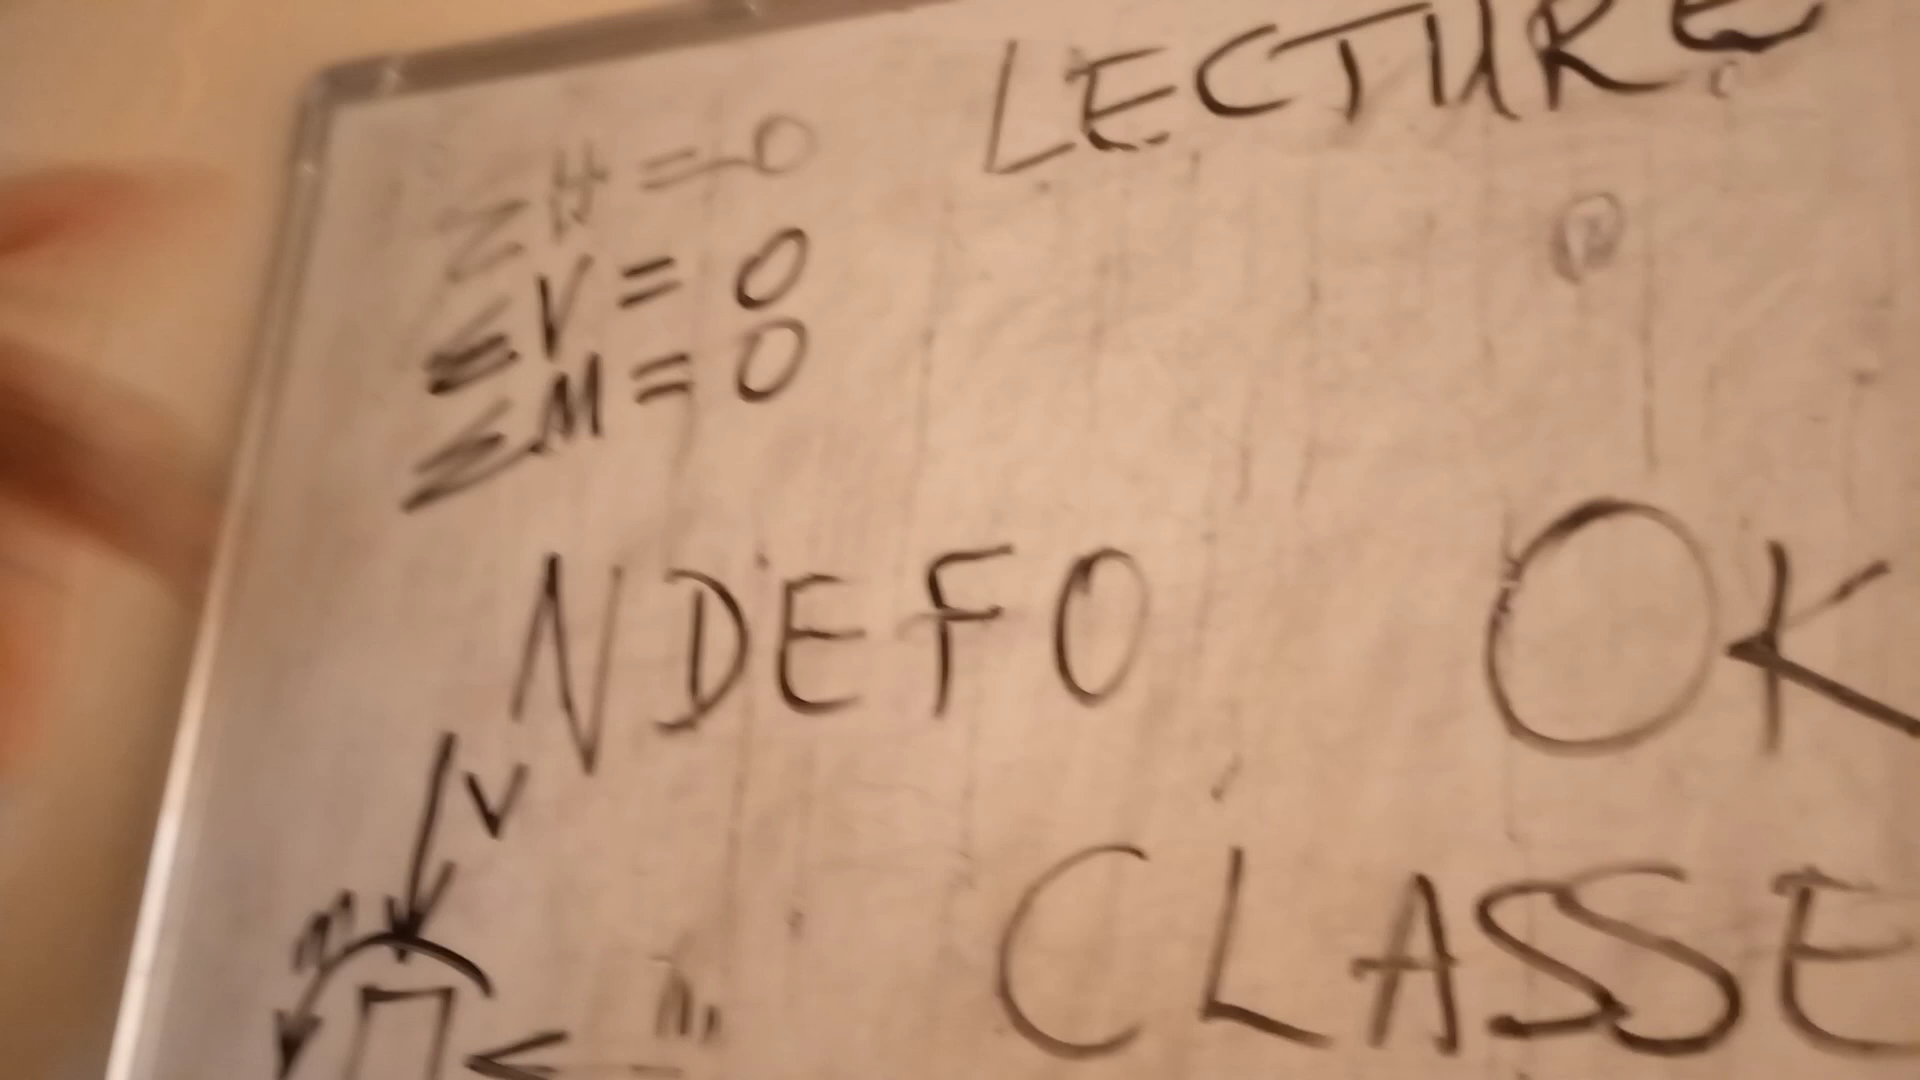 LECTURE
ΣH = 0
ΣV = 0
ΣM = 0
NDEFO OK
V
CLASSE